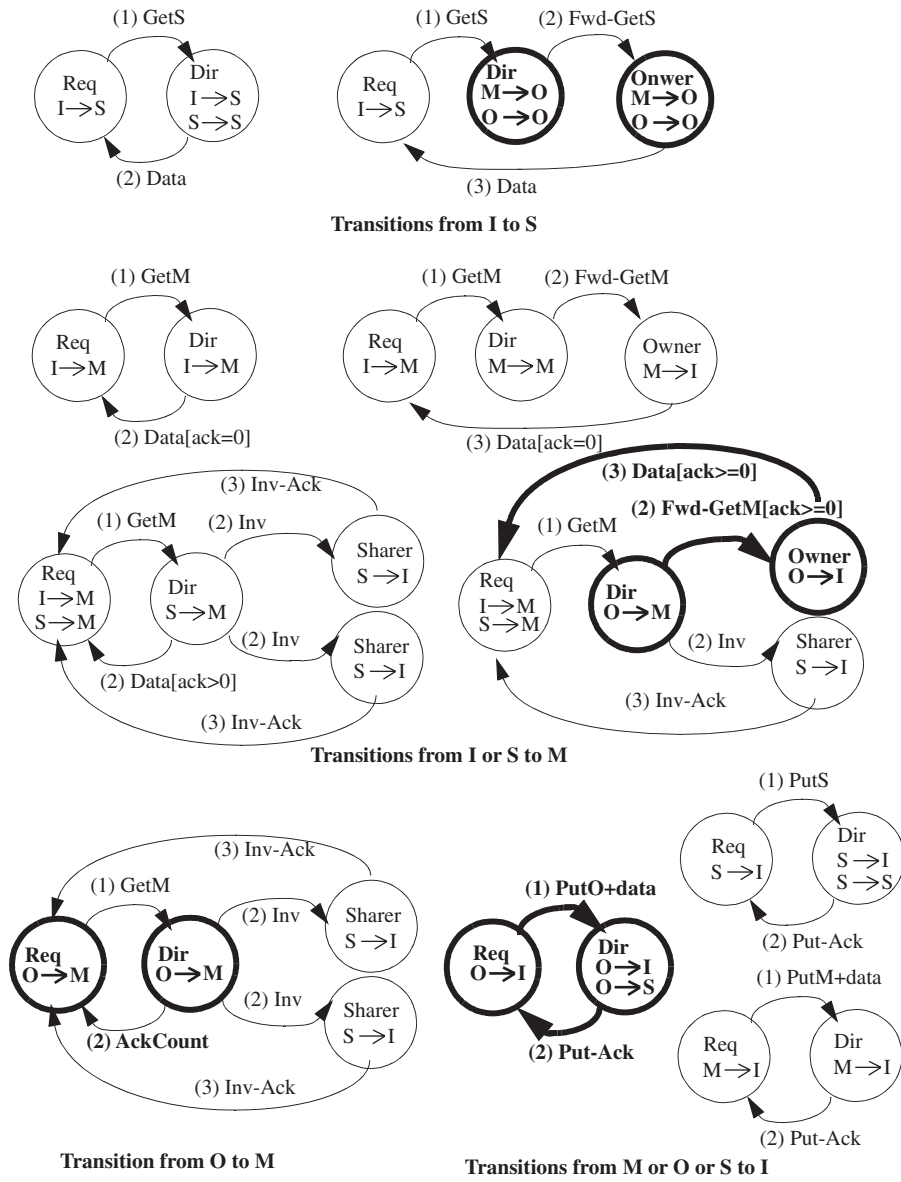 (1) GetS
Req
I→S
Dir
I→S
S→S
(2) Data
(1) GetS
(2) Fwd-GetS
Req
I→S
Dir
M→O
O→O
Onwer
M→O
O→O
(3) Data
Transitions from I to S
(1) GetM
Req
I→M
Dir
I→M
(2) Data[ack=0]
(1) GetM
(2) Fwd-GetM
Req
I→M
Dir
M→M
Owner
M→I
(3) Data[ack=0]
(3) Inv-Ack
(1) GetM
(2) Inv
Req
I→M
S→M
Dir
S→M
Sharer
S→I
(2) Inv
Sharer
S→I
(2) Data[ack>0]
(3) Inv-Ack
(3) Data[ack>=0]
(2) Fwd-GetM[ack>=0]
(1) GetM
Req
I→M
S→M
Dir
O→M
Owner
O→I
(2) Inv
Sharer
S→I
(3) Inv-Ack
Transitions from I or S to M
(3) Inv-Ack
(1) GetM
(2) Inv
Req
O→M
Dir
O→M
Sharer
S→I
(2) Inv
Sharer
S→I
(2) AckCount
(3) Inv-Ack
Transition from O to M
(1) PutO+data
Req
O→I
Dir
O→I
O→S
(2) Put-Ack
(1) PutS
Req
S→I
Dir
S→I
S→S
(2) Put-Ack
(1) PutM+data
Req
M→I
Dir
M→I
(2) Put-Ack
Transitions from M or O or S to I